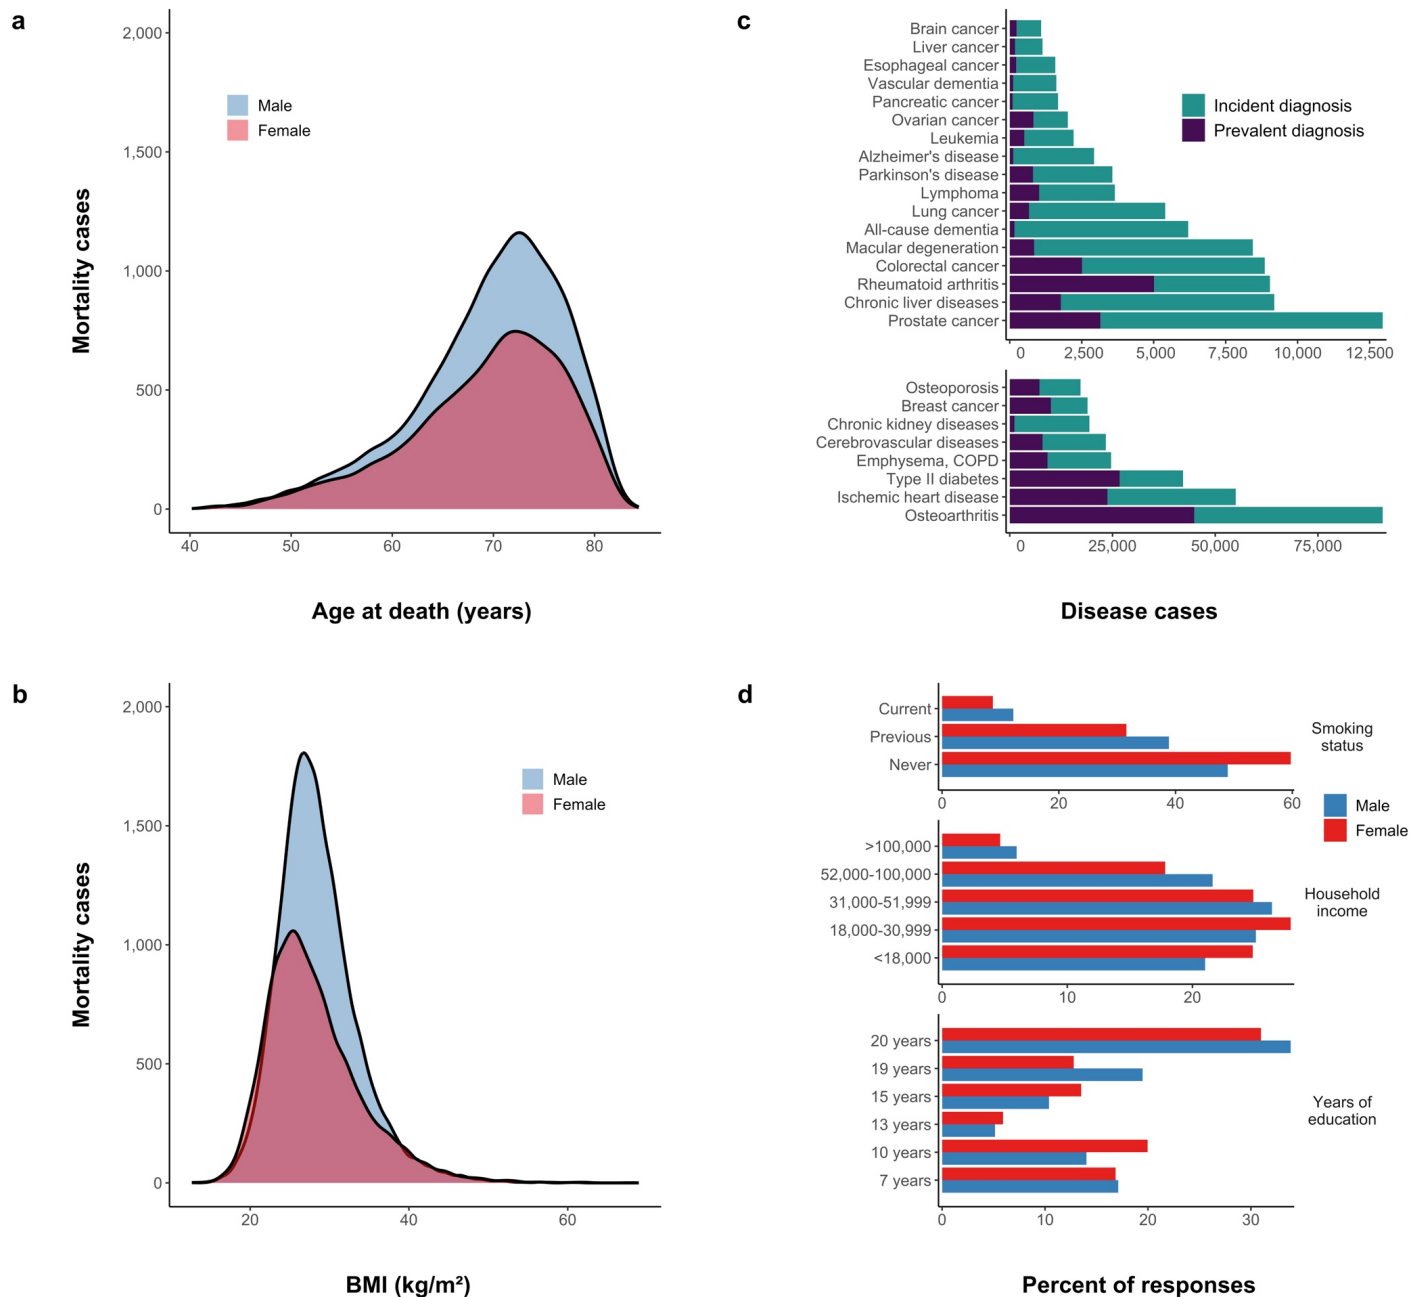 a
2,000
1,500
1,000
500
0
Mortality cases
Male
Female
40 50 60 70 80
Age at death (years)
c
Brain cancer
Liver cancer
Esophageal cancer
Vascular dementia
Pancreatic cancer
Ovarian cancer
Leukemia
Alzheimer's disease
Parkinson's disease
Lymphoma
Lung cancer
All-cause dementia
Macular degeneration
Colorectal cancer
Rheumatoid arthritis
Chronic liver diseases
Prostate cancer
Incident diagnosis
Prevalent diagnosis
0 2,500 5,000 7,500 10,000 12,500
Osteoporosis
Breast cancer
Chronic kidney diseases
Cerebrovascular diseases
Emphysema, COPD
Type II diabetes
Ischemic heart disease
Osteoarthritis
0 25,000 50,000 75,000
Disease cases
b
2,000
1,500
1,000
500
0
Mortality cases
Male
Female
20 40 60
BMI (kg/m²)
d
Current
Previous
Never
0 20 40 60
Smoking
status
Male
Female
>100,000
52,000-100,000
31,000-51,999
18,000-30,999
<18,000
0 10 20
Household
income
20 years
19 years
15 years
13 years
10 years
7 years
0 10 20 30
Years of
education
Percent of responses